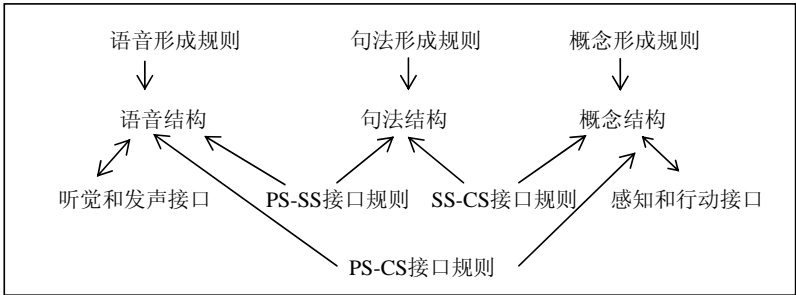 语音形成规则 句法形成规则 概念形成规则
语音结构 句法结构 概念结构
听觉和发声接口 PS-SS接口规则 SS-CS接口规则 感知和行动接口
PS-CS接口规则